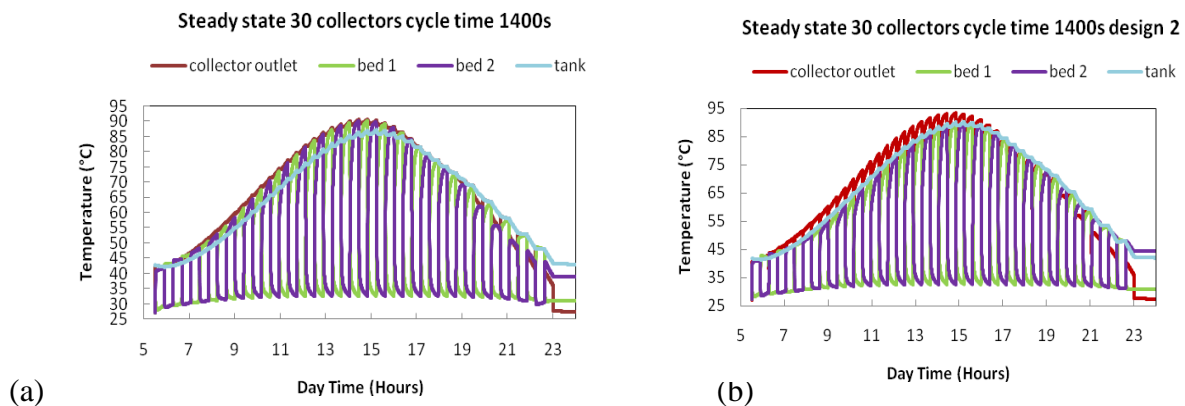 Steady state 30 collectors cycle time 1400s
collector outlet bed 1 bed 2 tank
Temperature (°C)
95
90
85
80
75
70
65
60
55
50
45
40
35
30
25
5 7 9 11 13 15 17 19 21 23
Day Time (Hours)
(a)
Steady state 30 collectors cycle time 1400s design 2
collector outlet bed 1 bed 2 tank
Temperature (°C)
95
85
75
65
55
45
35
25
5 7 9 11 13 15 17 19 21 23
Day Time (Hours)
(b)